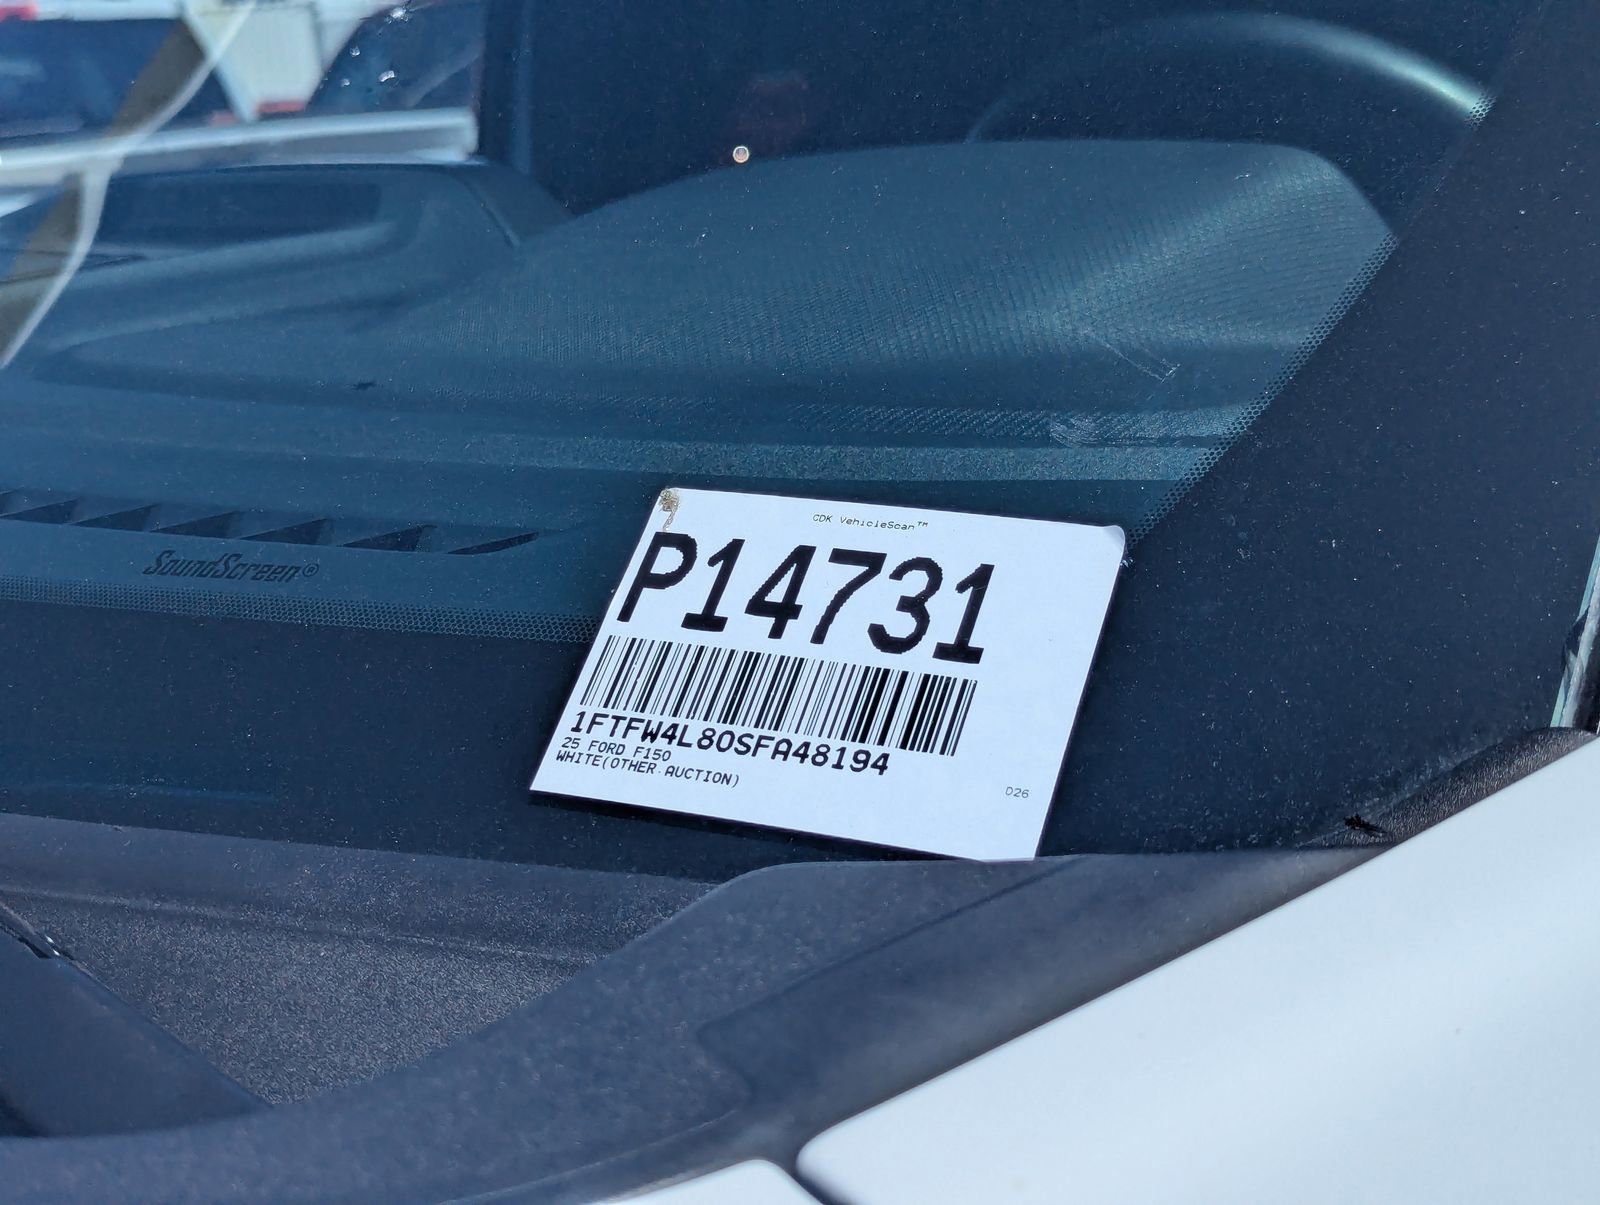 CDK VehicleScan™
P14731
1FTFW4L80SFA48194
25 FORD F150
WHITE(OTHER AUCTION)
D26
SoundScreen®